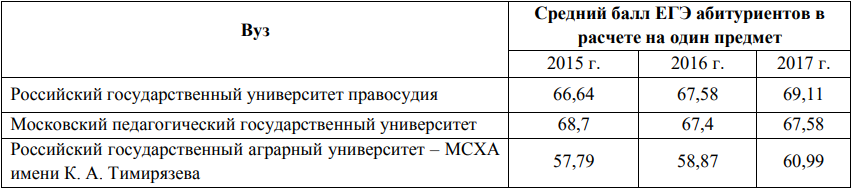 Вуз
Средний балл ЕГЭ абитуриентов в
расчете на один предмет
2015 г. 2016 г. 2017 г.
Российский государственный университет правосудия 66,64 67,58 69,11
Московский педагогический государственный университет 68,7 67,4 67,58
Российский государственный аграрный университет – МСХА
имени К. А. Тимирязева 57,79 58,87 60,99